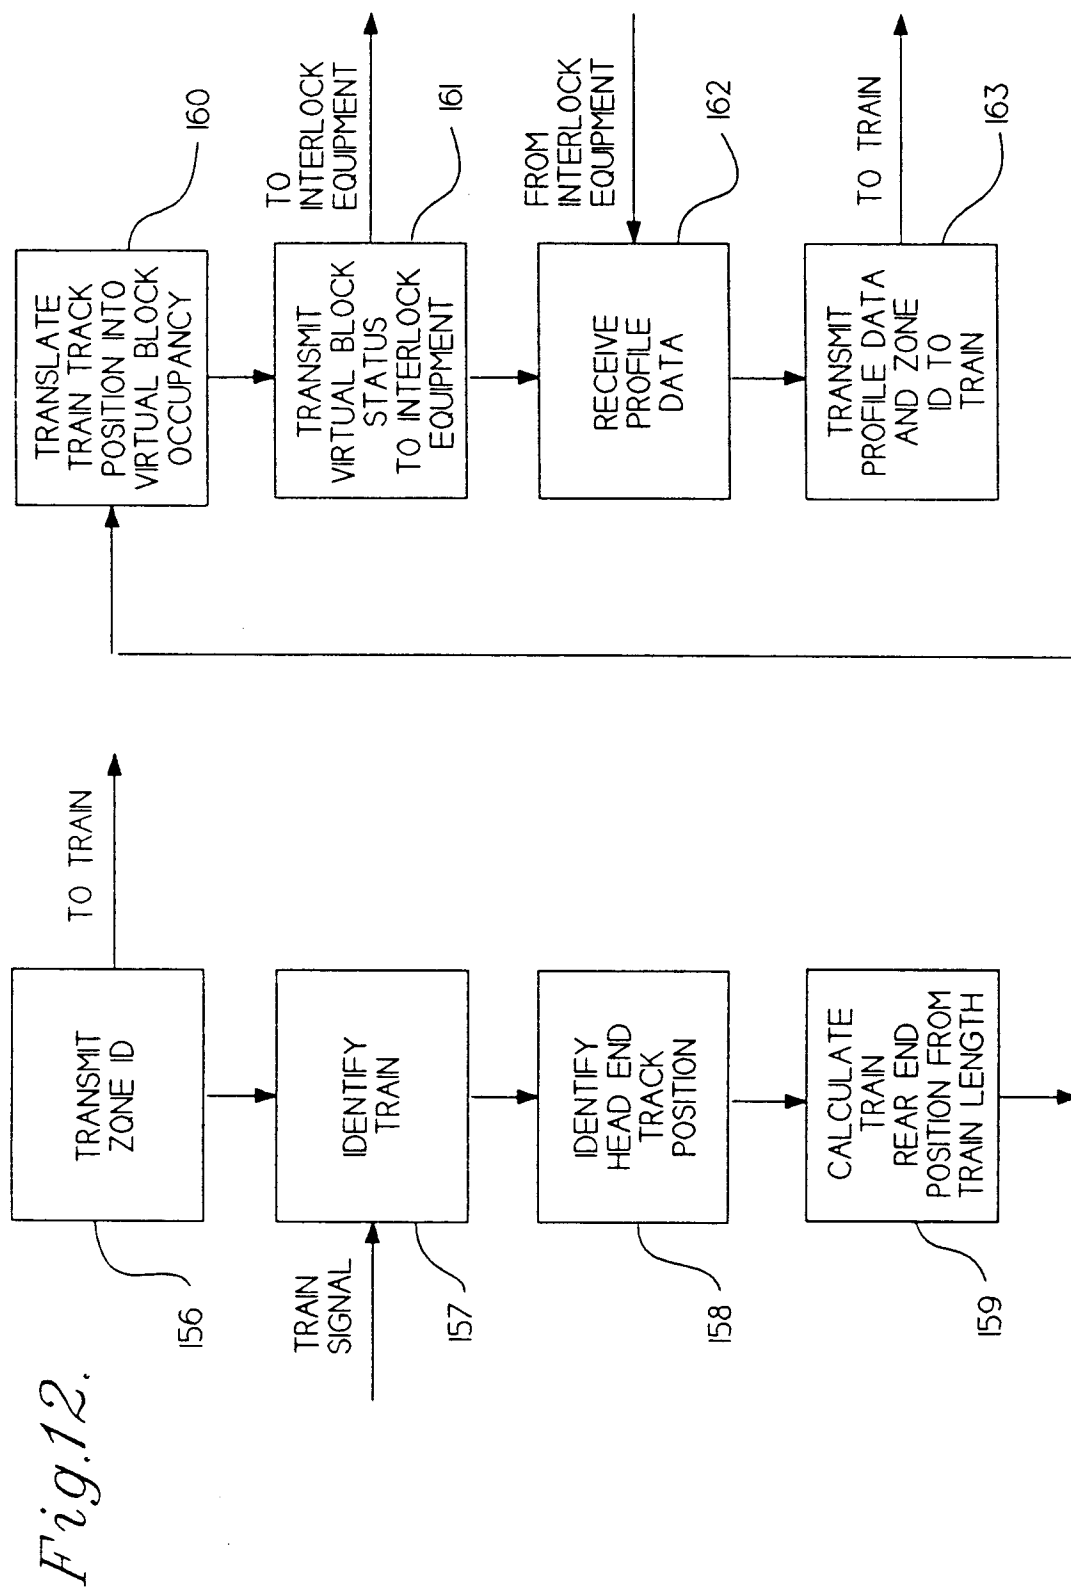 Fig.12.
TO TRAIN
TRANSMIT
ZONE ID
156
TRAIN
SIGNAL
IDENTIFY
TRAIN
157
IDENTIFY
HEAD END
TRACK
POSITION
158
CALCULATE
TRAIN
REAR END
POSITION FROM
TRAIN LENGTH
159
TRANSLATE
TRAIN TRACK
POSITION INTO
VIRTUAL BLOCK
OCCUPANCY
160
TO
INTERLOCK
EQUIPMENT
TRANSMIT
VIRTUAL BLOCK
STATUS
TO INTERLOCK
EQUIPMENT
161
FROM
INTERLOCK
EQUIPMENT
RECEIVE
PROFILE
DATA
162
TO TRAIN
TRANSMIT
PROFILE DATA
AND ZONE
ID TO
TRAIN
163